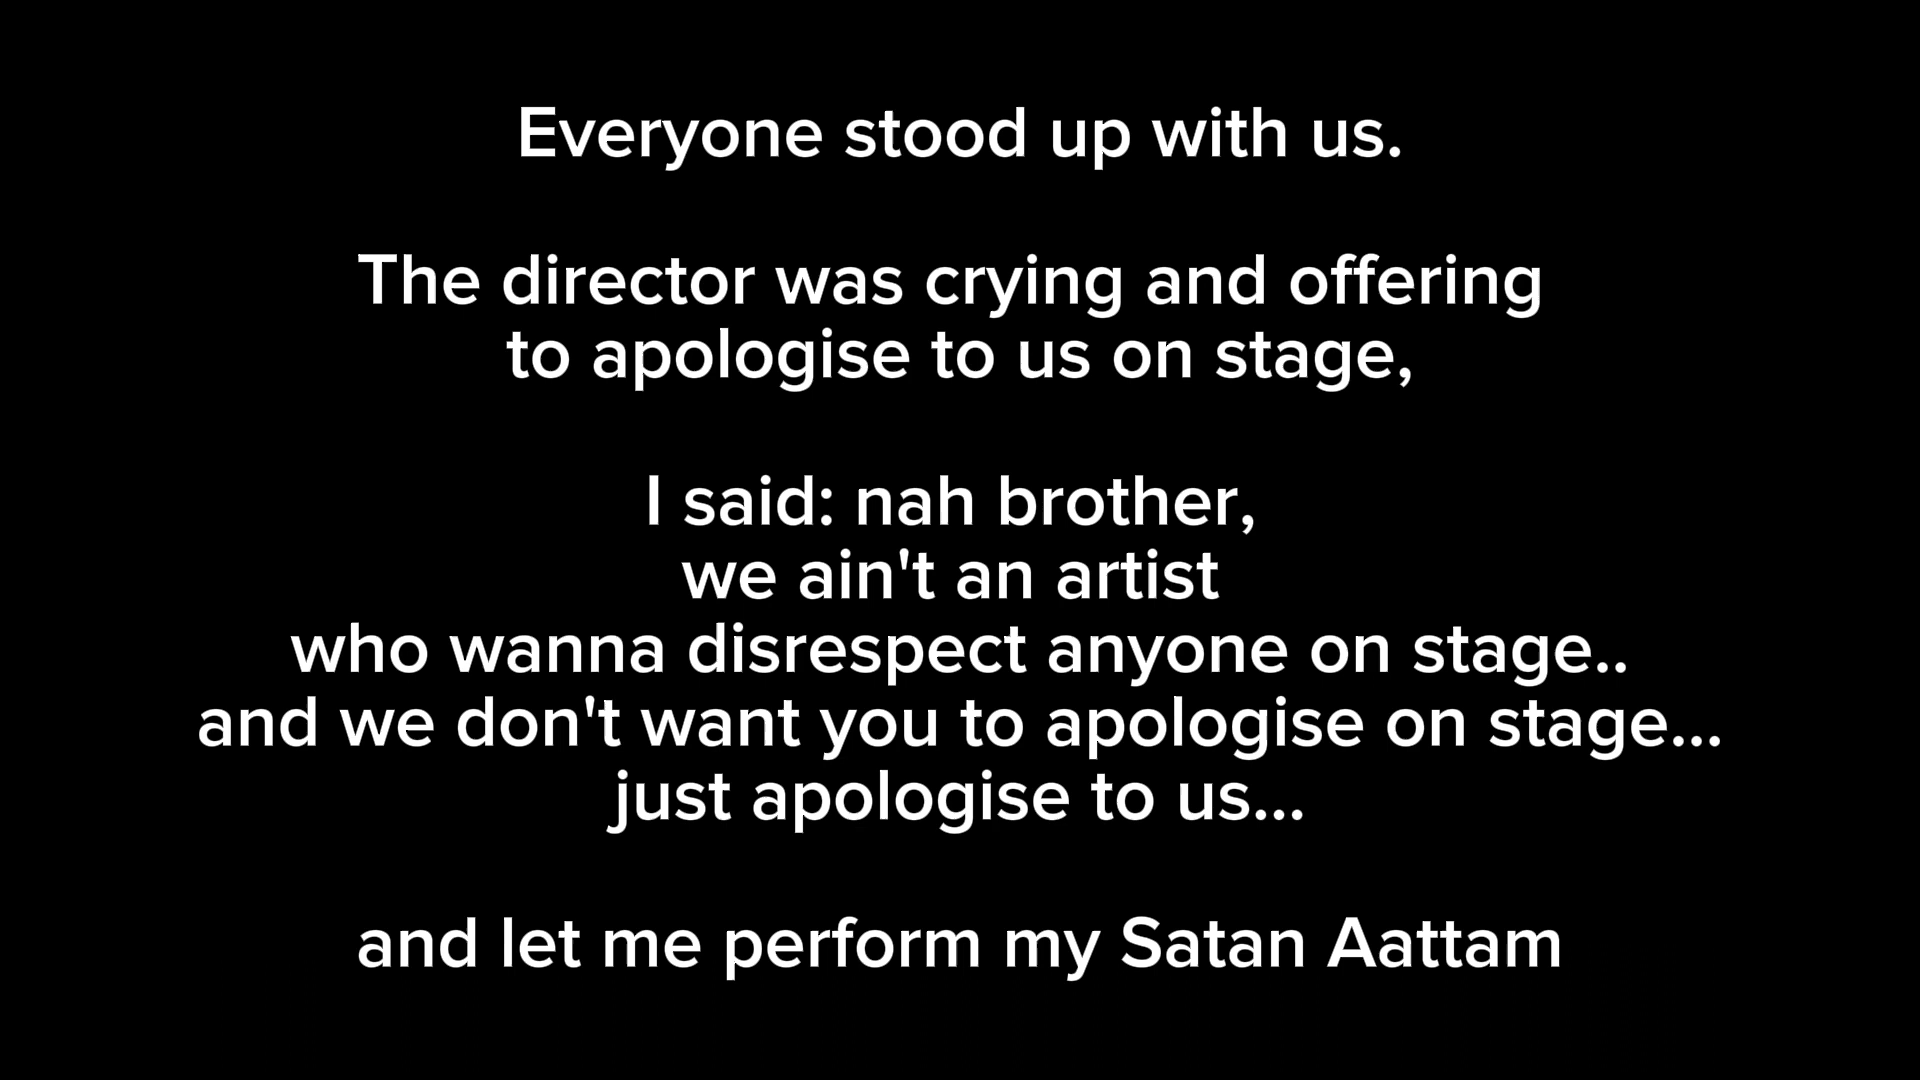 Everyone stood up with us.
The director was crying and offering
to apologise to us on stage,
I said: nah brother,
we ain't an artist
who wanna disrespect anyone on stage..
and we don't want you to apologise on stage...
just apologise to us...
and let me perform my Satan Aattam